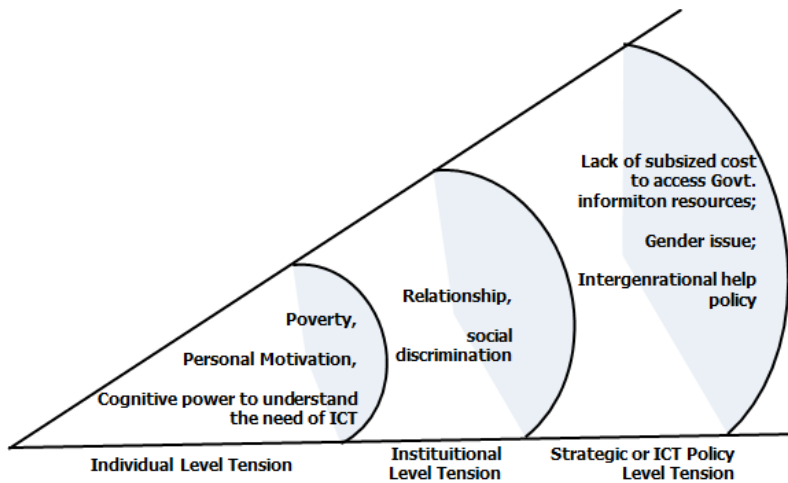 Poverty,
Personal Motivation,
Cognitive power to understand
the need of ICT
Relationship,
social
discrimination
Lack of subsized cost
to access Govt.
informiton resources;
Gender issue;
Intergenrational help
policy
Individual Level Tension
Instituitional
Level Tension
Strategic or ICT Policy
Level Tension